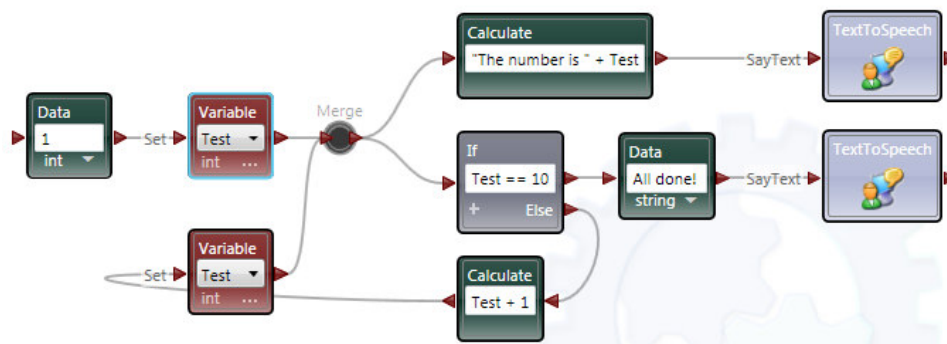 Data
1
int
Set
Variable
Test
int ...
Merge
Calculate
"The number is " + Test
SayText
TextToSpeech
If
Test == 10
+ Else
Data
All done!
string
SayText
TextToSpeech
Set
Variable
Test
int ...
Calculate
Test + 1